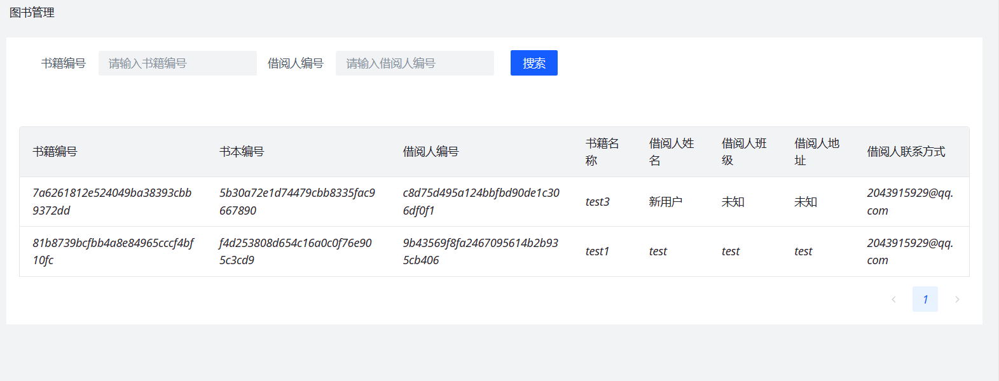 图书管理
书籍编号 请输入书籍编号 借阅人编号 请输入借阅人编号 搜索
书籍编号 书本编号 借阅人编号 书籍名称 借阅人姓名 借阅人班级 借阅人地址 借阅人联系方式
7a6261812e524049ba38393cbb9372dd 5b30a72e1d74479cbb8335fac9667890 c8d75d495a124bbfbd90de1c306df0f1 test3 新用户 未知 未知 2043915929@qq.com
81b8739bcfbb4a8e84965cccf4bf10fc f4d253808d654c16a0c0f76e905c3cd9 9b43569f8fa2467095614b2b935cb406 test1 test test test 2043915929@qq.com
1